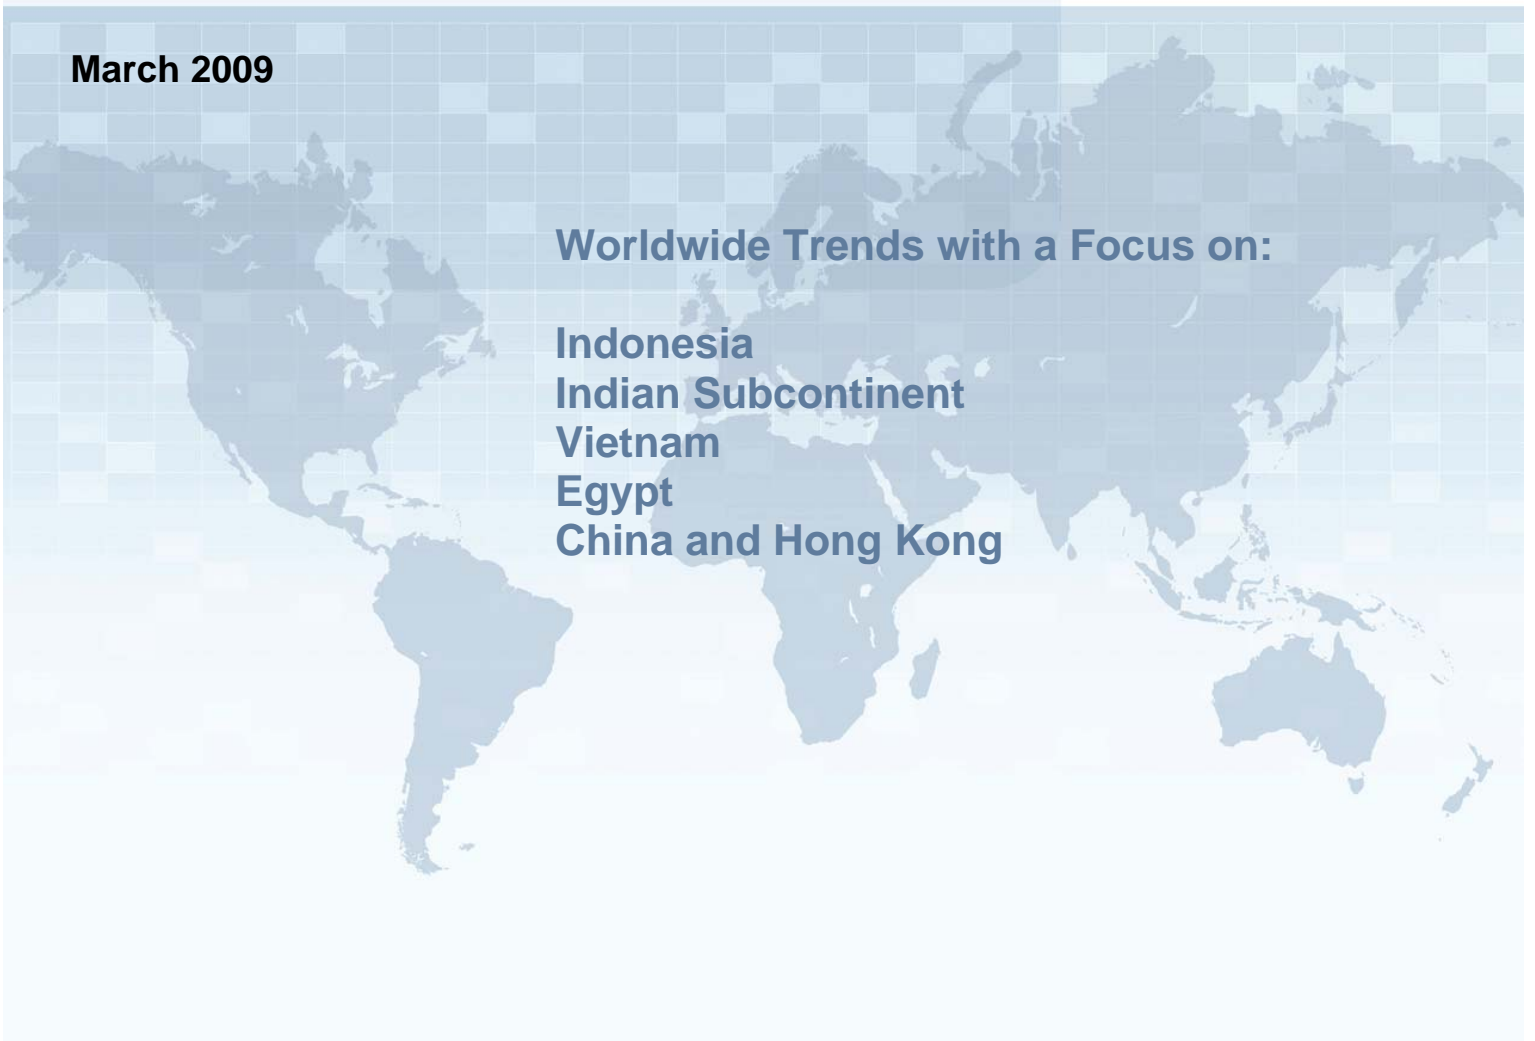 March 2009
Worldwide Trends with a Focus on:
Indonesia
Indian Subcontinent
Vietnam
Egypt
China and Hong Kong